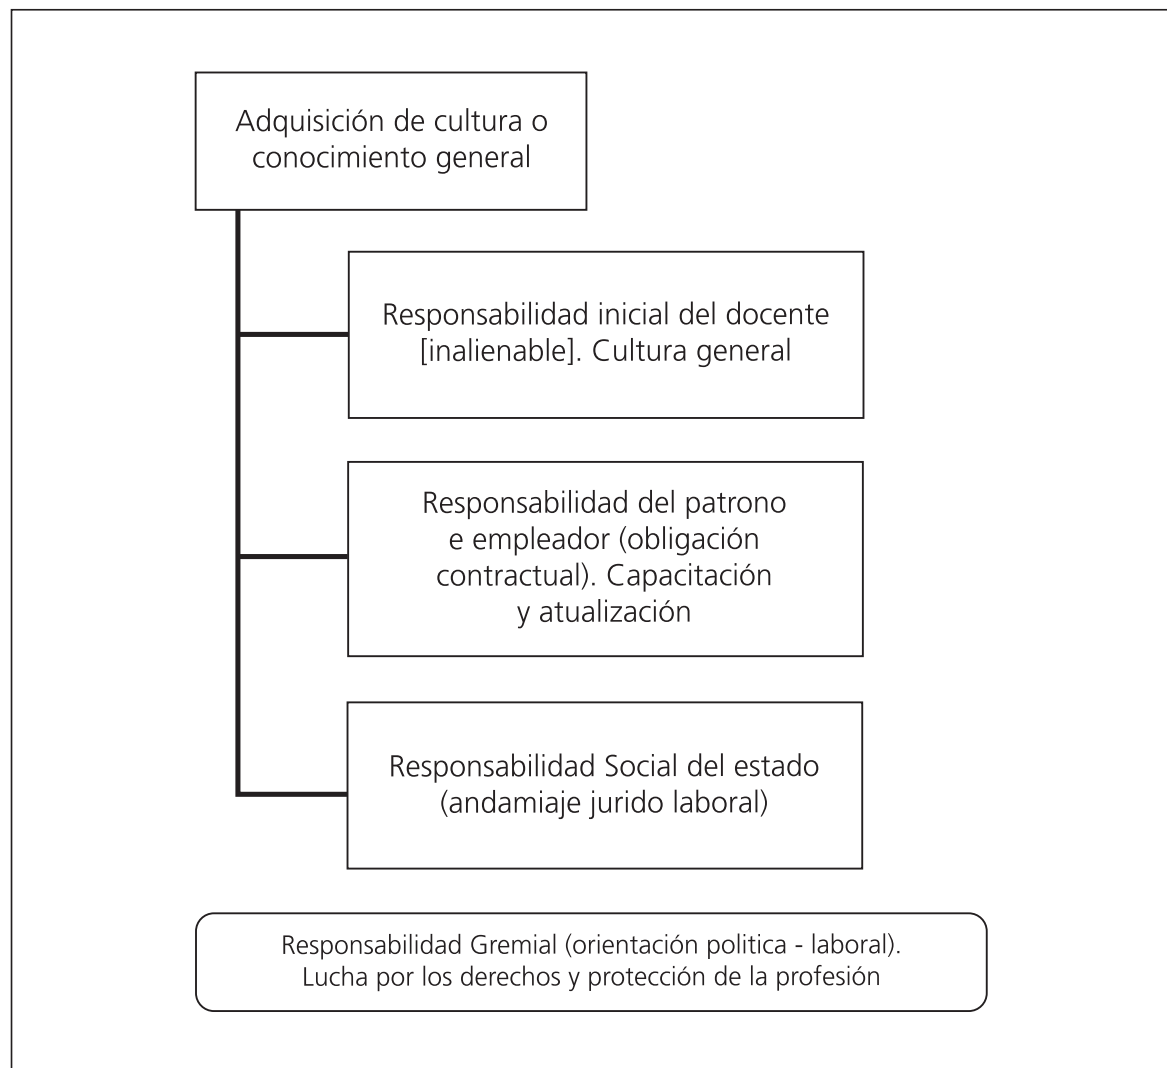 Adquisición de cultura o
conocimiento general
Responsabilidad inicial del docente
[inalienable]. Cultura general
Responsabilidad del patrono
e empleador (obligación
contractual). Capacitación
y atualización
Responsabilidad Social del estado
(andamiaje jurido laboral)
Responsabilidad Gremial (orientación politica - laboral).
Lucha por los derechos y protección de la profesión